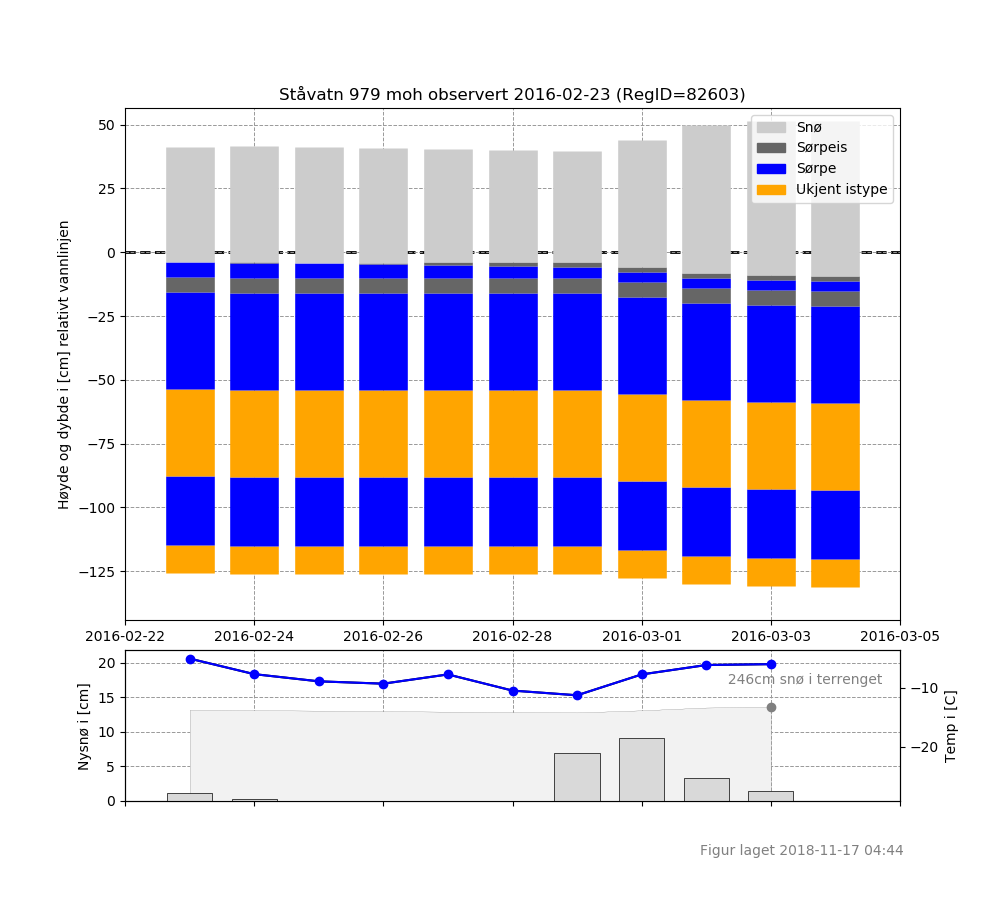 Ståvatn 979 moh observert 2016-02-23 (RegID=82603)
Høyde og dybde i [cm] relativt vannlinjen
50
25
0
−25
−50
−75
−100
−125
Snø
Sørpeis
Sørpe
Ukjent istype
2016-02-22 2016-02-24 2016-02-26 2016-02-28 2016-03-01 2016-03-03 2016-03-05
Nysnø i [cm]
20
15
10
5
0
246cm snø i terrenget
−10
−20
Temp i [C]
Figur laget 2018-11-17 04:44